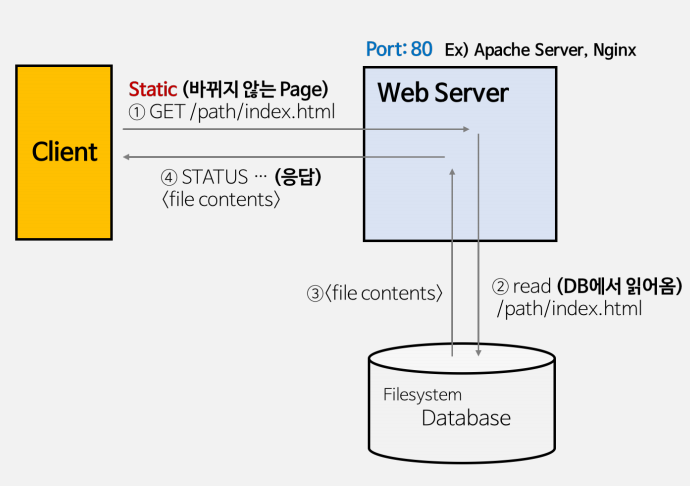 Port: 80 Ex) Apache Server, Nginx
Static (바뀌지 않는 Page)
① GET /path/index.html
Web Server
Client
④ STATUS … (응답)
〈file contents〉
③〈file contents〉
② read (DB에서 읽어옴)
/path/index.html
Filesystem
Database